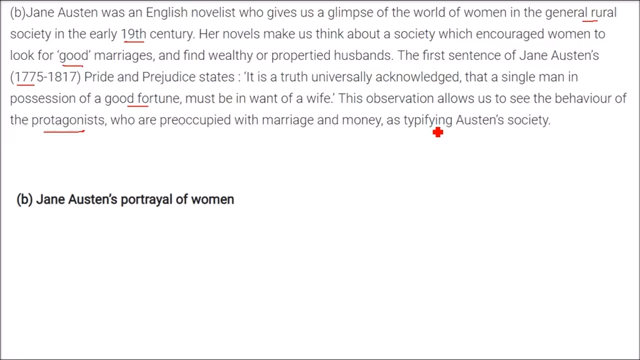 (b)Jane Austen was an English novelist who gives us a glimpse of the world of women in the general rural
society in the early 19th century. Her novels make us think about a society which encouraged women to
look for ‘good’ marriages, and find wealthy or propertied husbands. The first sentence of Jane Austen’s
(1775-1817) Pride and Prejudice states : ‘It is a truth universally acknowledged, that a single man in
possession of a good fortune, must be in want of a wife.’ This observation allows us to see the behaviour of
the protagonists, who are preoccupied with marriage and money, as typifying Austen’s society.
(b) Jane Austen’s portrayal of women